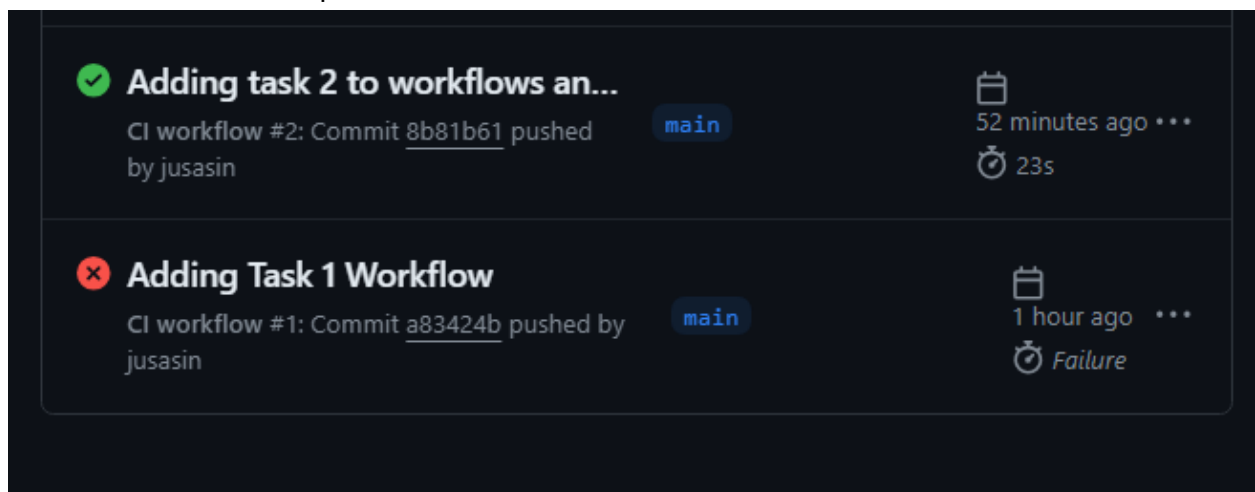 Adding task 2 to workflows an...
CI workflow #2: Commit 8b81b61 pushed
by jusasin
main
52 minutes ago
23s
Adding Task 1 Workflow
CI workflow #1: Commit a83424b pushed by
jusasin
main
1 hour ago
Failure